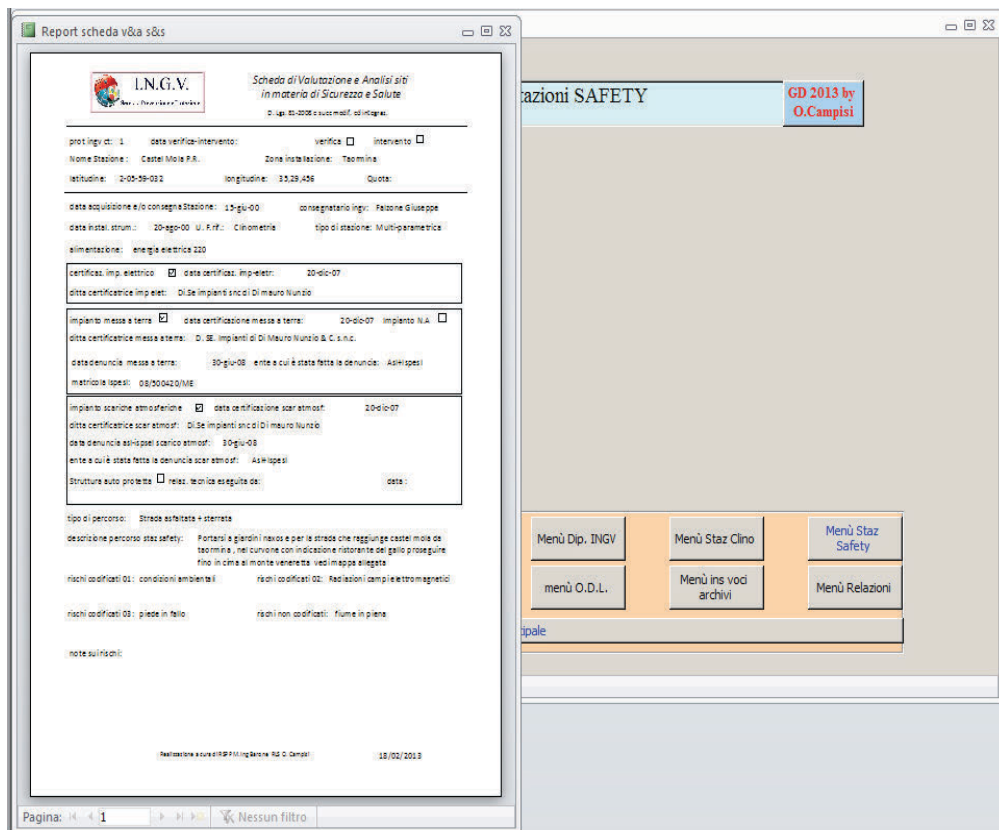 Report scheda v&a s&s
I.N.G.V.
Scheda di Valutazione e Analisi siti
in materia di Sicurezza e Salute
prot ingv ct: 1 data verifica-intervento: verifica intervento
Nome Stazione : Castel Mola P.R. Zona installazione: Taormina
latitudine: 2-05-59-032 longitudine: 35,29,456 Quota:
data acquisizione e/o consegna Stazione: 15-giu-00 consegnatario ingv: Falzone Giuseppe
data instal. strum.: 20-ago-00 U. F. rif.: Clinometria tipo di stazione: Multi-parametrica
alimentazione: energia elettrica 220
certificaz. imp. elettrico data certificaz. imp-eletr: 20-dic-07
ditta certificatrice imp elet: Di.Se impianti snc di Di mauro Nunzio
impianto messa a terra data certificazione messa a terra: 20-dic-07 Impianto N.A
ditta certificatrice messa a terra: D. SE. Impianti di Di Mauro Nunzio & C. s.n.c.
data denuncia messa a terra: 30-giu-08 ente a cui è stata fatta la denuncia: Asl-Ispesl
matricola Ispesl: 08/500420/ME
impianto scariche atmosferiche data certificazione scar atmosf: 20-dic-07
ditta certificatrice scar atmosf: Di.Se impianti snc di Di mauro Nunzio
data denuncia asl-ispsel scarico atmosf: 30-giu-08
ente a cui è stata fatta la denuncia scar atmosf: Asl-Ispesl
Struttura auto protetta relaz. tecnica eseguita da: data :
tipo di percorso: Strada asfaltata + sterrata
descrizione percorso staz safety: Portarsi a giardini naxos e per la strada che raggiunge castel mola da
taormina , nel curvone con indicazione ristorante del gallo proseguire
fino in cima al monte veneretta vedi mappa allegata
rischi codificati 01: condizioni ambientali rischi codificati 02: Radiazioni campi elettromagnetici
rischi codificati 03: piede in fallo rischi non codificati: fiume in piena
note sui rischi:
Realizzazione a cura di RSPP M. Ing Barone RLS O. Campisi 18/02/2013
Pagina: 1 Nessun filtro
tazioni SAFETY
GD 2013 by
O.Campisi
Menù Dip. INGV Menù Staz Clino Menù Staz
Safety
menù O.D.L. Menù ins voci
archivi Menù Relazioni
cipale